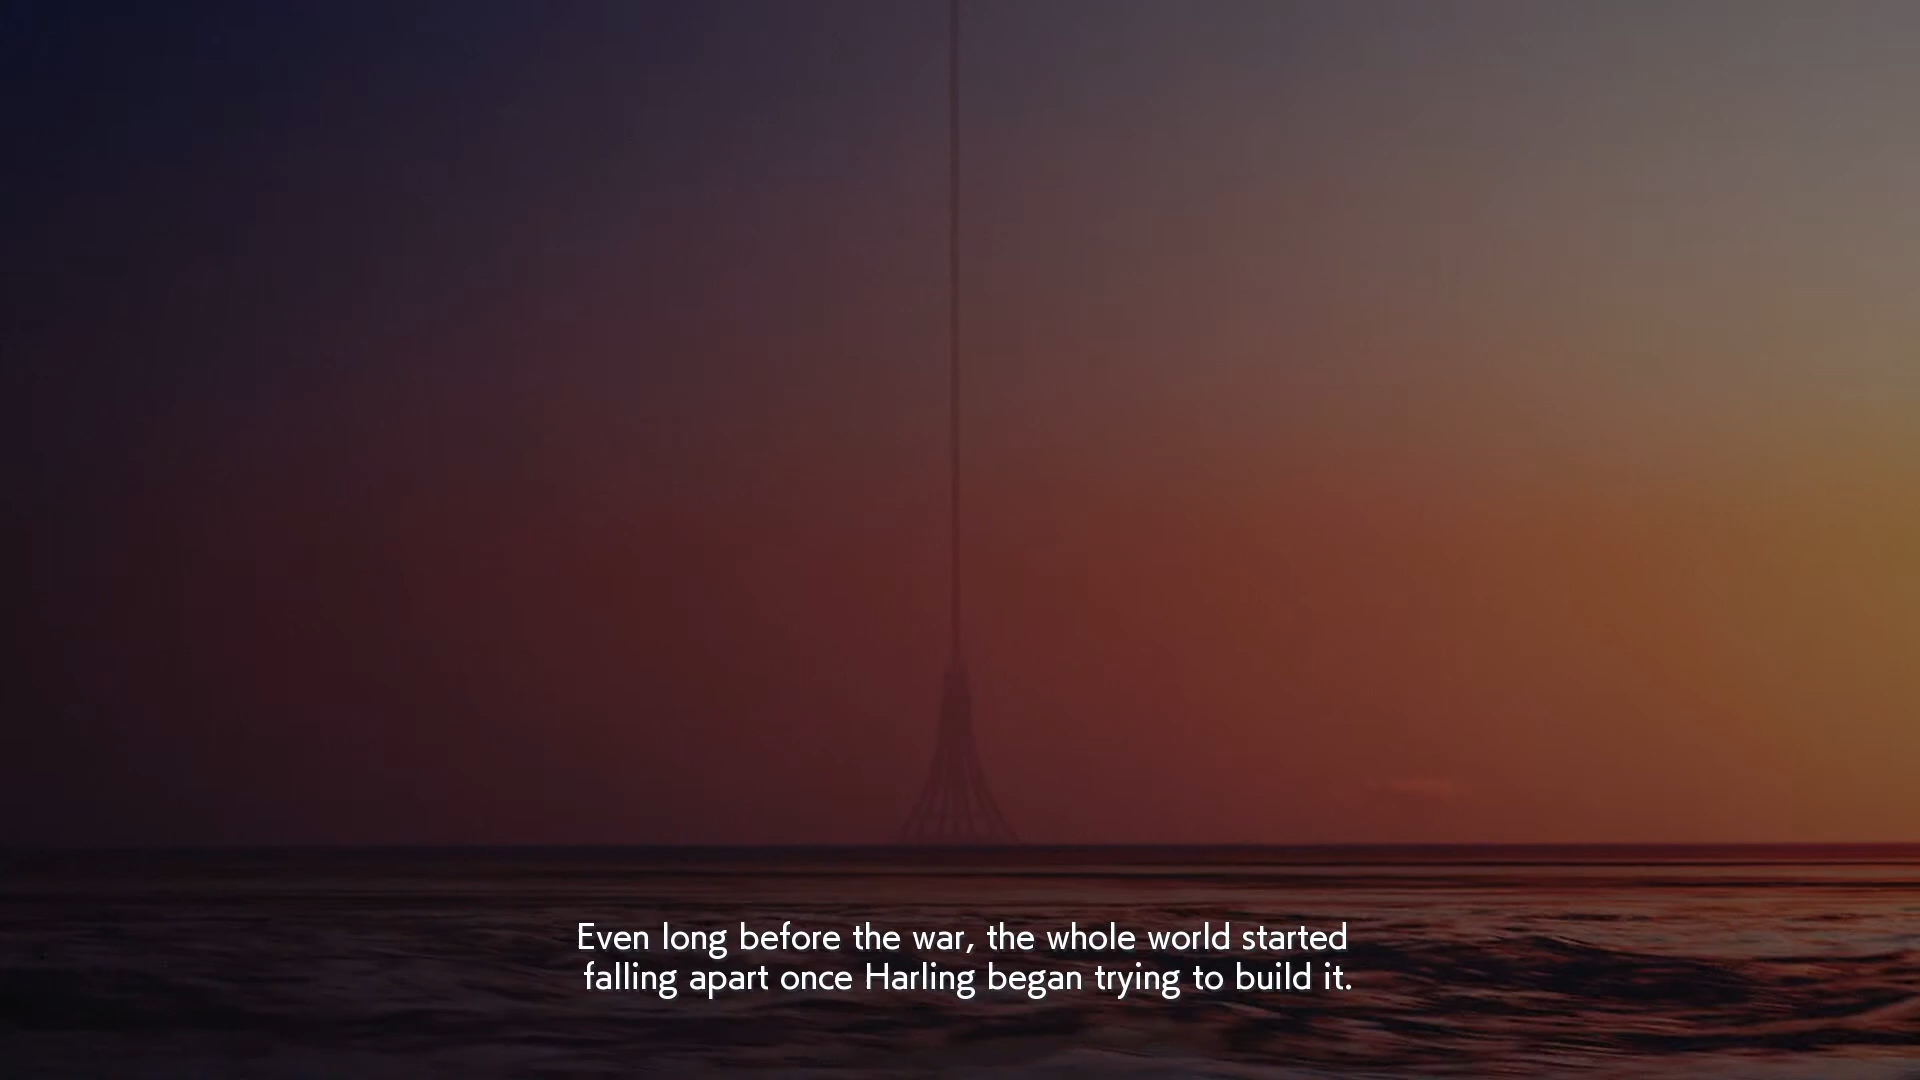 Even long before the war, the whole world started
falling apart once Harling began trying to build it.